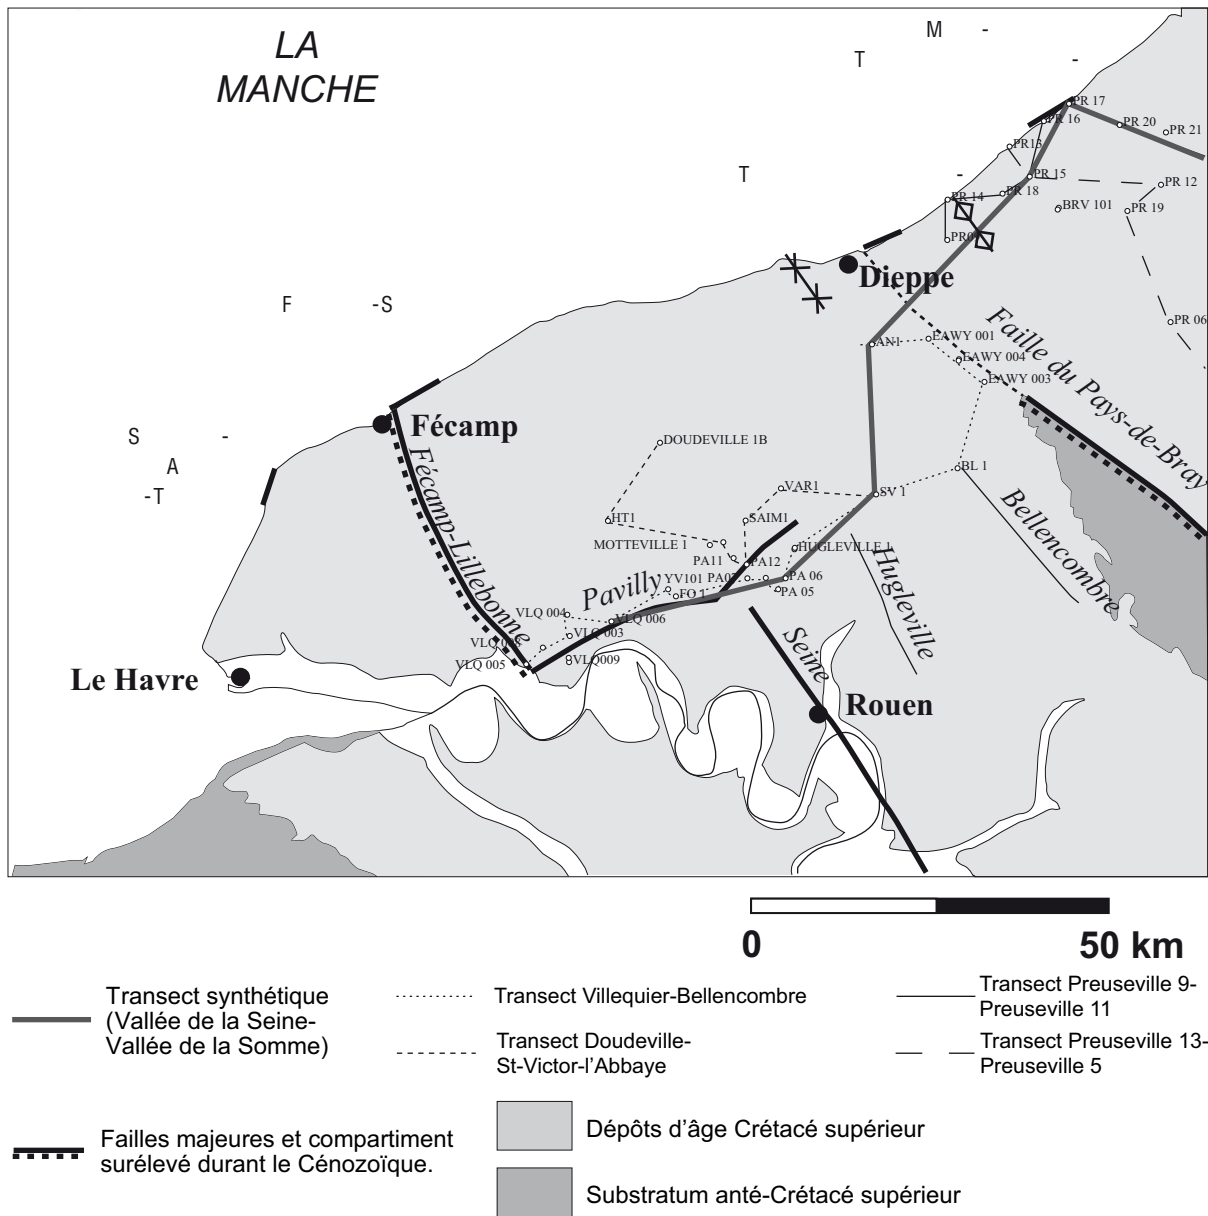 LA
MANCHE
M -
T -
T -
F -S
S -
A
-T
PR 17
PR 16
PR 20
PR 21
PR13
PR 15
PR 12
PR 18
PR 14
BRV 101
PR 19
Dieppe
PR 06
Faille du Pays-de-Bray
AN1
EAWY 001
EAWY 004
EAWY 003
Fécamp
Fécamp-Lillebonne
DOUDEVILLE 1B
BL 1
VAR1
SV 1
Bellencombre
HT1
SAIM1
MOTTEVILLE 1
HUGLEVILLE 1
Hugleville
PA11
PA12
Pavilly
YV101
PA 06
FO 1
PA 05
VLQ 004
VLQ 006
VLQ 003
VLQ 005
VLQ009
Seine
Le Havre
Rouen
0
50 km
Transect synthétique
(Vallée de la Seine-
Vallée de la Somme)
Transect Villequier-Bellencombre
Transect Doudeville-
St-Victor-l'Abbaye
Transect Preuseville 9-
Preuseville 11
Transect Preuseville 13-
Preuseville 5
Failles majeures et compartiment
surélevé durant le Cénozoïque.
Dépôts d'âge Crétacé supérieur
Substratum anté-Crétacé supérieur